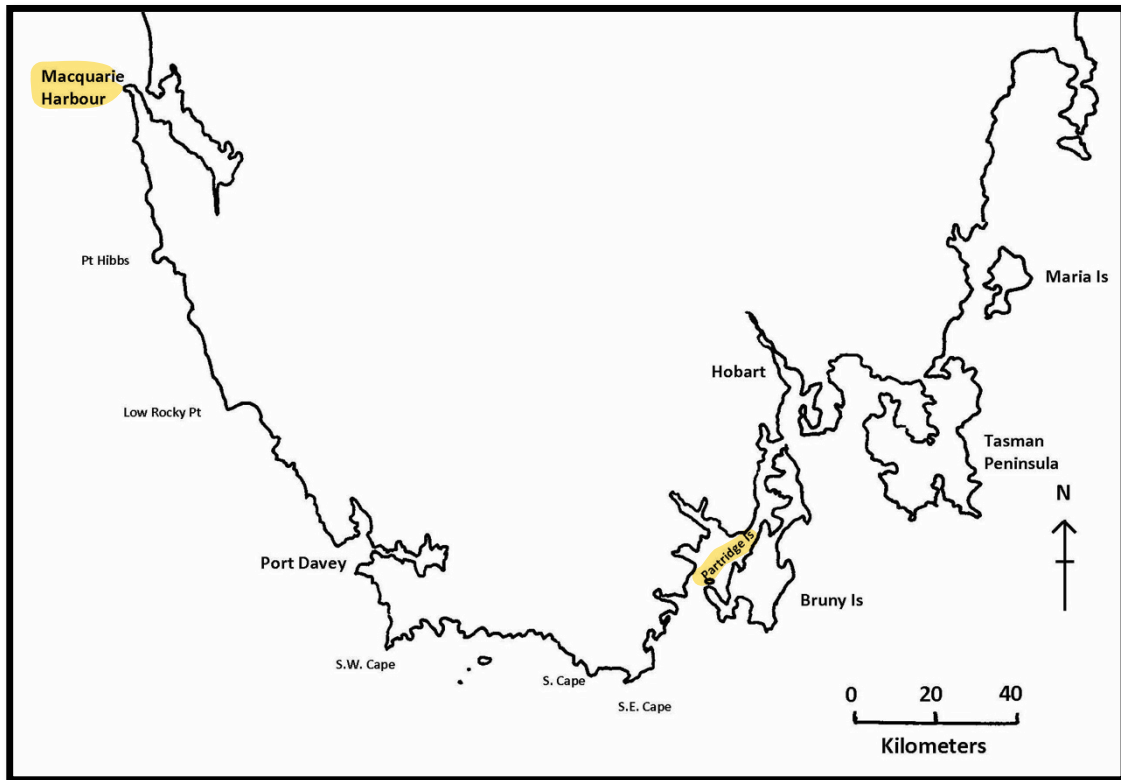 Macquarie
Harbour
Pt Hibbs
Maria Is
Hobart
Low Rocky Pt
Tasman
Peninsula
N
Partridge Is
Port Davey
Bruny Is
S.W. Cape
S. Cape
S.E. Cape
0 20 40
Kilometers